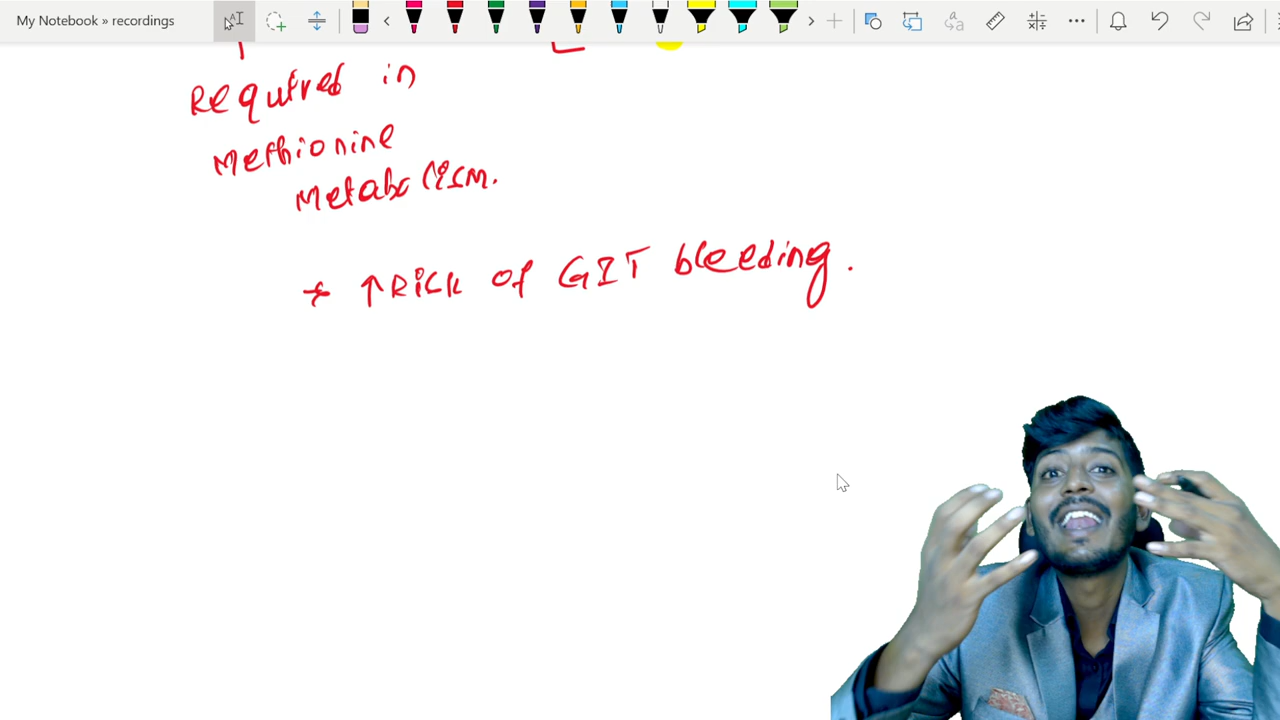 My Notebook » recordings
Required in
Methionine
Metabolism.
* ↑Risk of GIT bleeding.